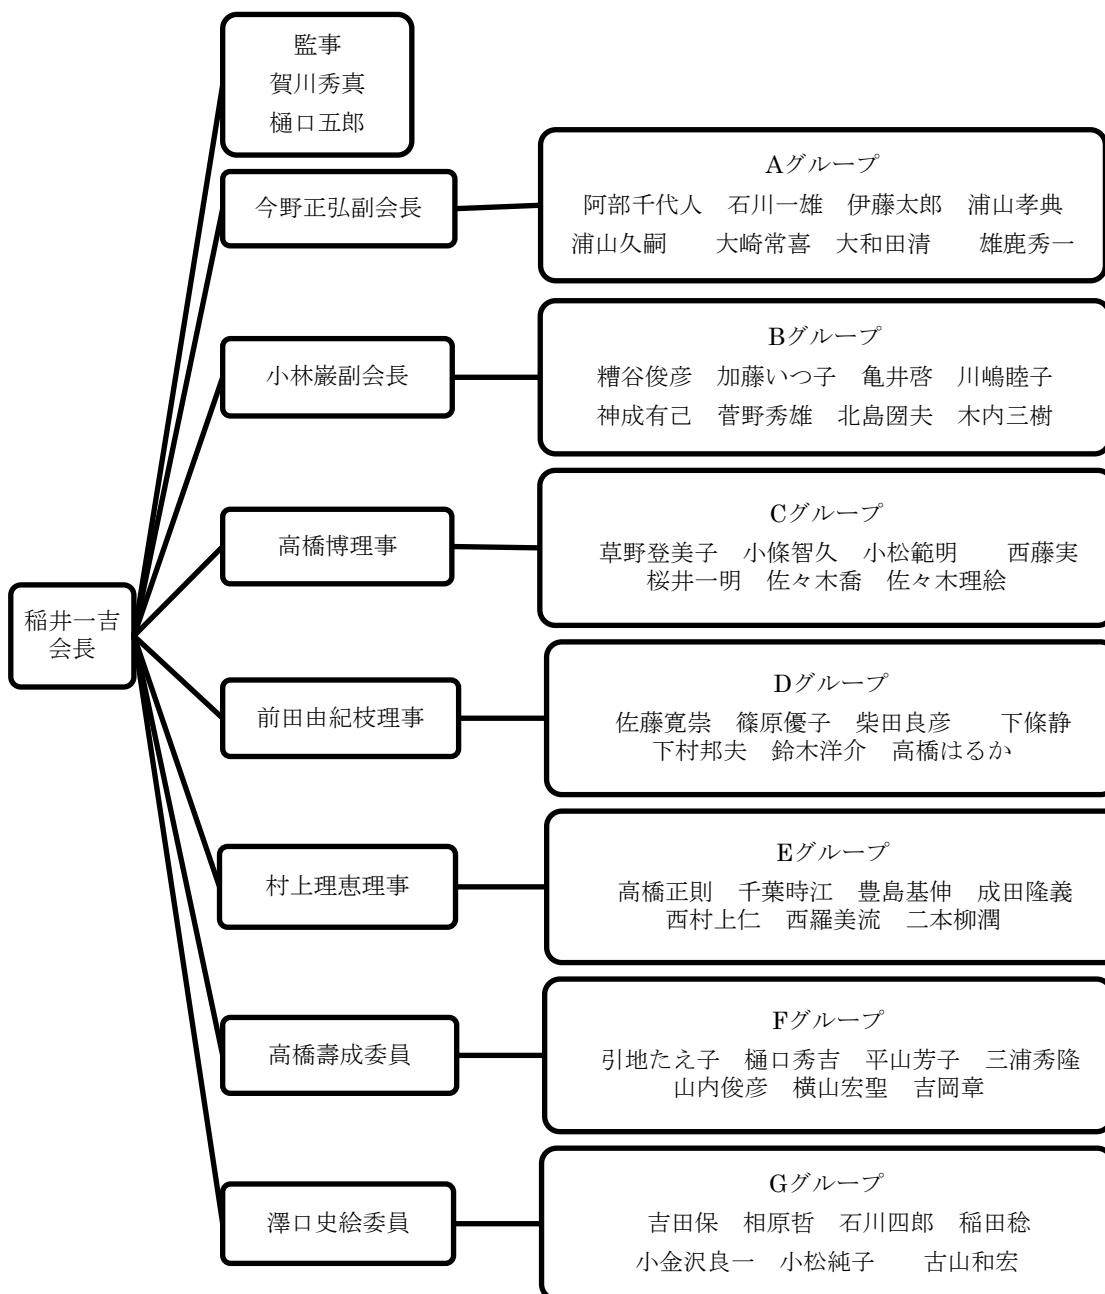 監事
賀川秀真
樋口五郎
今野正弘副会長
Aグループ
阿部千代人　石川一雄　伊藤太郎　浦山孝典
浦山久嗣　　大崎常喜　大和田清　　雄鹿秀一
小林巌副会長
Bグループ
糟谷俊彦　加藤いつ子　亀井啓　川嶋睦子
神成有己　菅野秀雄　北島圀夫　木内三樹
高橋博理事
Cグループ
草野登美子　小條智久　小松範明　　西藤実
桜井一明　佐々木喬　佐々木理絵
稲井一吉
会長
前田由紀枝理事
Dグループ
佐藤寛崇　篠原優子　柴田良彦　　下條静
下村邦夫　鈴木洋介　高橋はるか
村上理恵理事
Eグループ
高橋正則　千葉時江　豊島基伸　成田隆義
西村上仁　西羅美流　二本柳潤
高橋壽成委員
Fグループ
引地たえ子　樋口秀吉　平山芳子　三浦秀隆
山内俊彦　横山宏聖　吉岡章
澤口史絵委員
Gグループ
吉田保　相原哲　石川四郎　稲田稔
小金沢良一　小松純子　　古山和宏